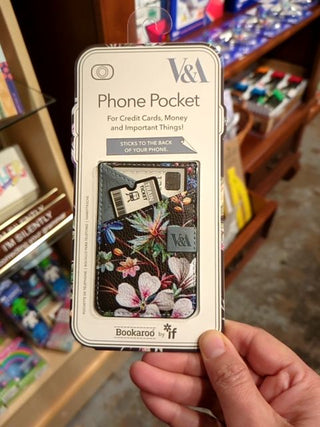 V&A
Phone Pocket
For Credit Cards, Money
and Important Things!
STICKS TO THE BACK
OF YOUR PHONE.
V&A
Bookaroo by if
I'M SILENTLY